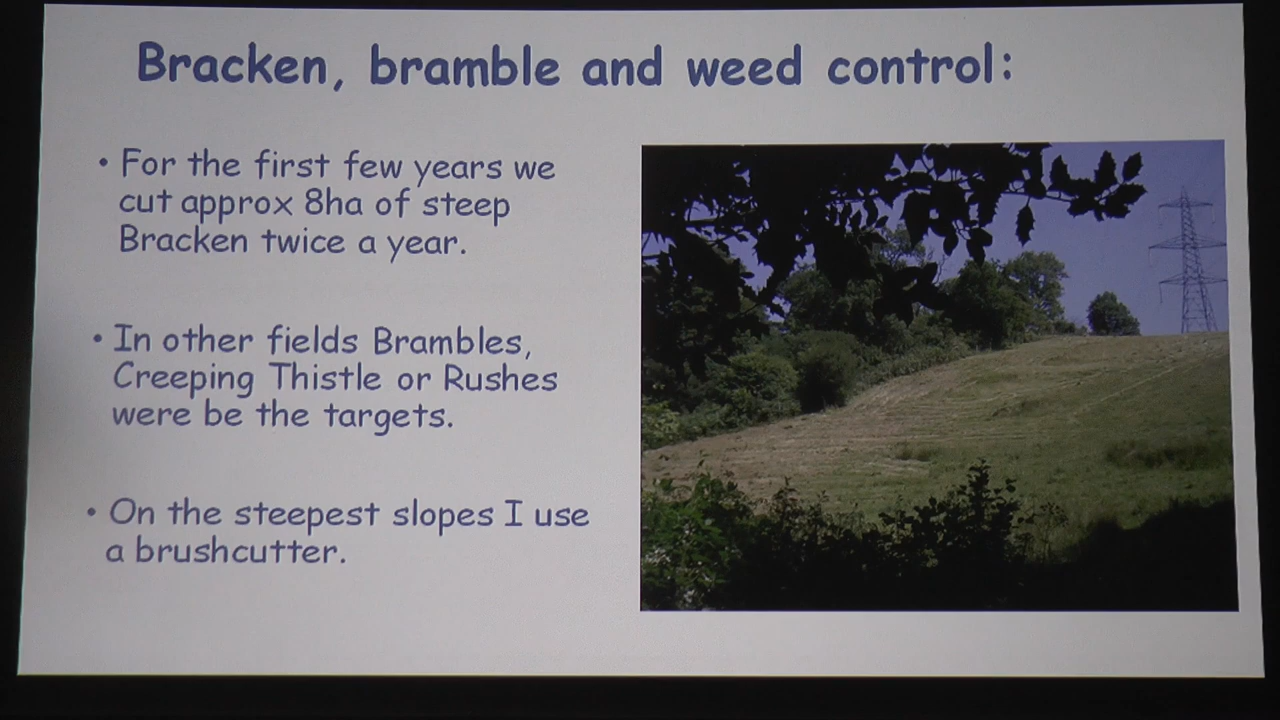 Bracken, bramble and weed control:
• For the first few years we
cut approx 8ha of steep
Bracken twice a year.
• In other fields Brambles,
Creeping Thistle or Rushes
were be the targets.
• On the steepest slopes I use
a brushcutter.